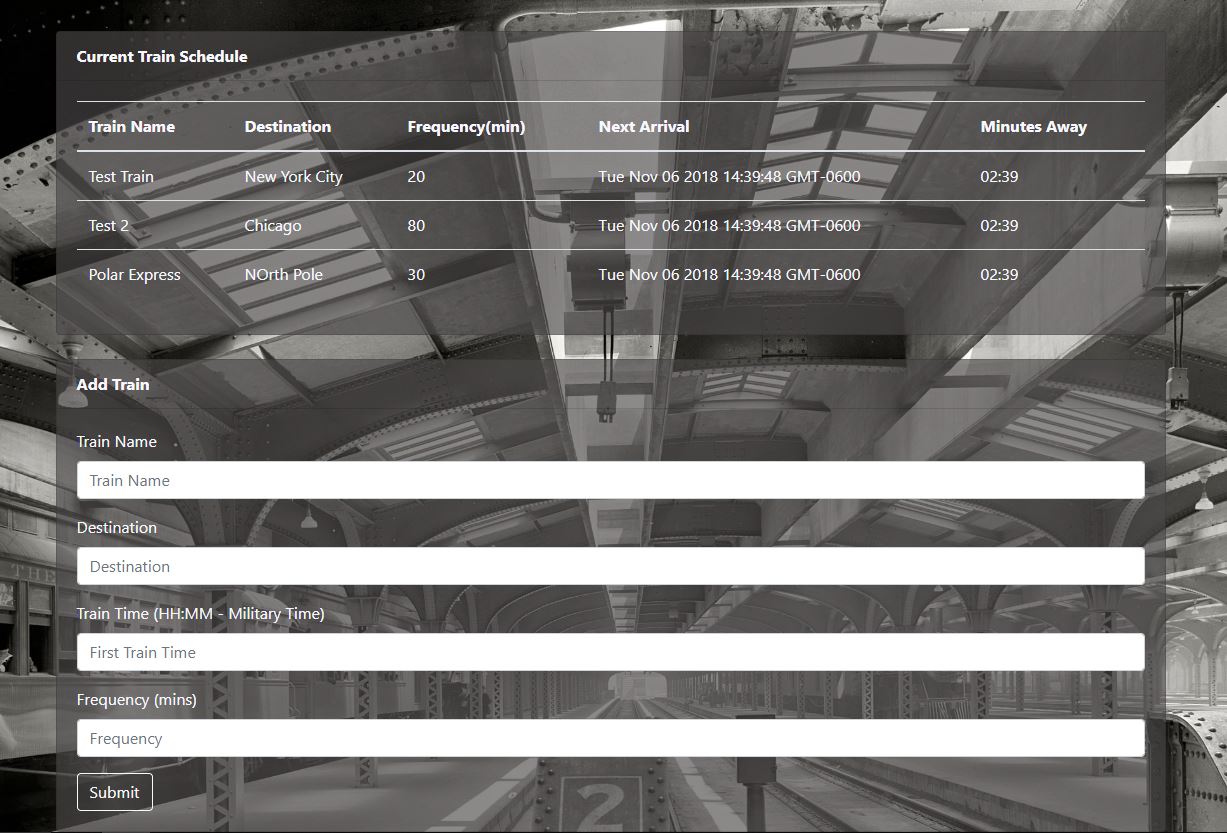 Current Train Schedule
Train Name Destination Frequency(min) Next Arrival Minutes Away
Test Train New York City 20 Tue Nov 06 2018 14:39:48 GMT-0600 02:39
Test 2 Chicago 80 Tue Nov 06 2018 14:39:48 GMT-0600 02:39
Polar Express NOrth Pole 30 Tue Nov 06 2018 14:39:48 GMT-0600 02:39
Add Train
Train Name
Train Name
Destination
Destination
THE
Train Time (HH:MM - Military Time)
First Train Time
Frequency (mins)
Frequency
Submit
2